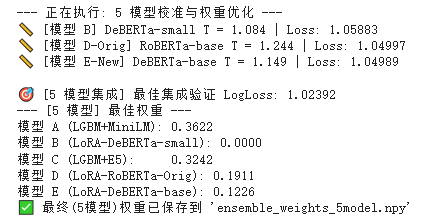 --- 正在执行: 5 模型校准与权重优化 ---
📏 [模型 B] DeBERTa-small T = 1.084 | Loss: 1.05883
📏 [模型 D-Orig] RoBERTa-base T = 1.244 | Loss: 1.04997
📏 [模型 E-New] DeBERTa-base T = 1.149 | Loss: 1.04989
🎯 [5 模型集成] 最佳集成验证 LogLoss: 1.02392
--- [5 模型] 最佳权重 ---
模型 A (LGBM+MiniLM): 0.3622
模型 B (LoRA-DeBERTa-small): 0.0000
模型 C (LGBM+E5): 0.3242
模型 D (LoRA-RoBERTa-Orig): 0.1911
模型 E (LoRA-DeBERTa-base): 0.1226
✅ 最终(5模型)权重已保存到 'ensemble_weights_5model.npy'